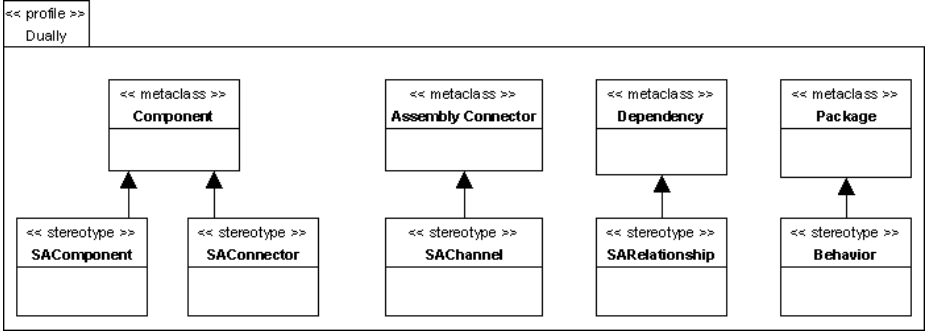 << profile >>
Dually
<< metaclass >>
Component
<< metaclass >>
Assembly Connector
<< metaclass >>
Dependency
<< metaclass >>
Package
<< stereotype >>
SAComponent
<< stereotype >>
SAConnector
<< stereotype >>
SAChannel
<< stereotype >>
SARelationship
<< stereotype >>
Behavior